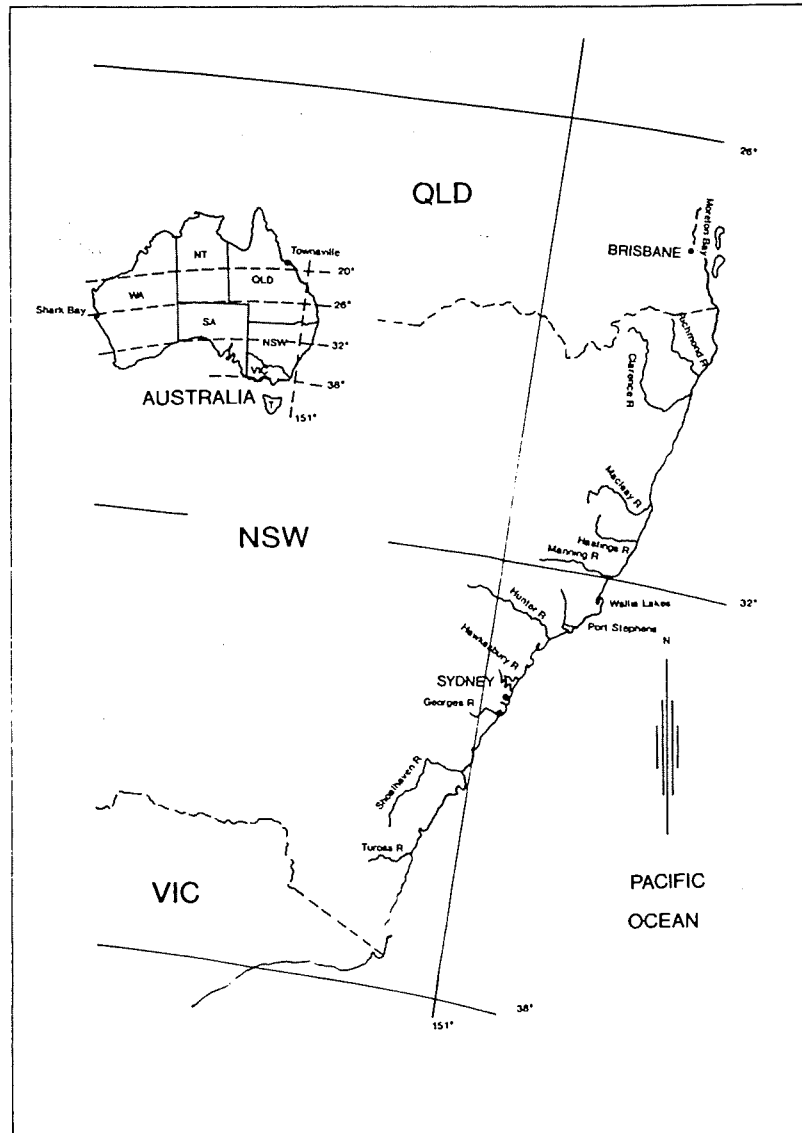 26°
QLD
Moreton Bay
BRISBANE
Townsville
NT
20°
QLD
WA
26°
Shark Bay
SA
NSW
32°
VIC
38°
AUSTRALIA
T
151°
Richmond R
Clarence R
Macleay R
NSW
Hastings R
Manning R
32°
Wallis Lakes
Hunter R
Port Stephens
N
Hawkesbury R
SYDNEY
Georges R
Shoalhaven R
Tuross R
VIC
PACIFIC
OCEAN
38°
151°